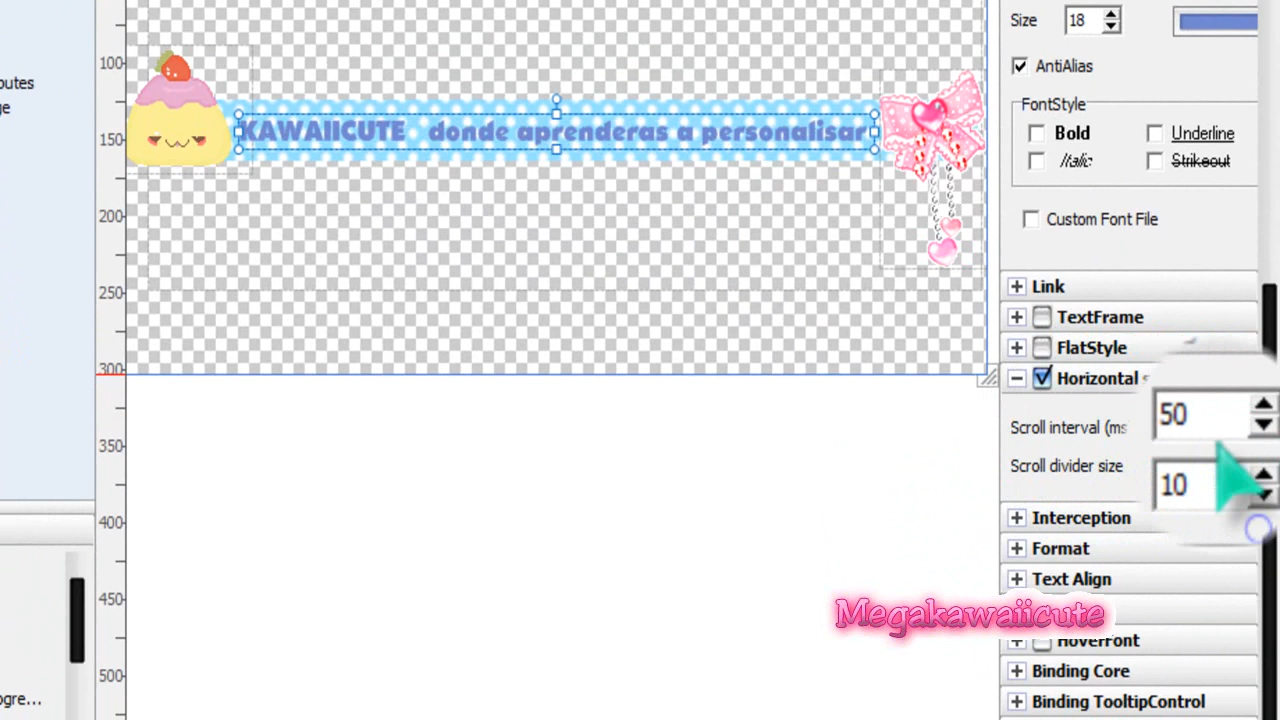 Size 18
butes
ge
100
AntiAlias
FontStyle
KAWAIICUTE donde aprenderas a personalisar
150
Bold Underline
Italic Strikeout
200
Custom Font File
250
Link
TextFrame
FlatStyle
300
Horizontal
Scroll interval (ms 50
350
Scroll divider size 10
400
Interception
Format
Text Align
450
Megakawaiicute
HoverFont
500
Binding Core
ogre...
Binding TooltipControl